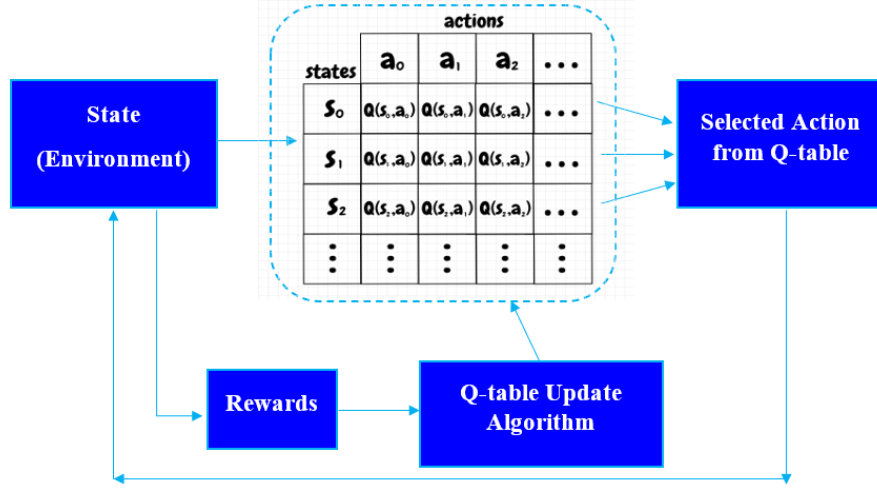 actions
states
a₀ a₁ a₂ ...
S₀ Q(s₀,a₀) Q(s₀,a₁) Q(s₀,a₂) ...
S₁ Q(s₁,a₀) Q(s₁,a₁) Q(s₁,a₂) ...
S₂ Q(s₂,a₀) Q(s₂,a₁) Q(s₂,a₂) ...
State
(Environment)
Selected Action
from Q-table
Rewards
Q-table Update
Algorithm